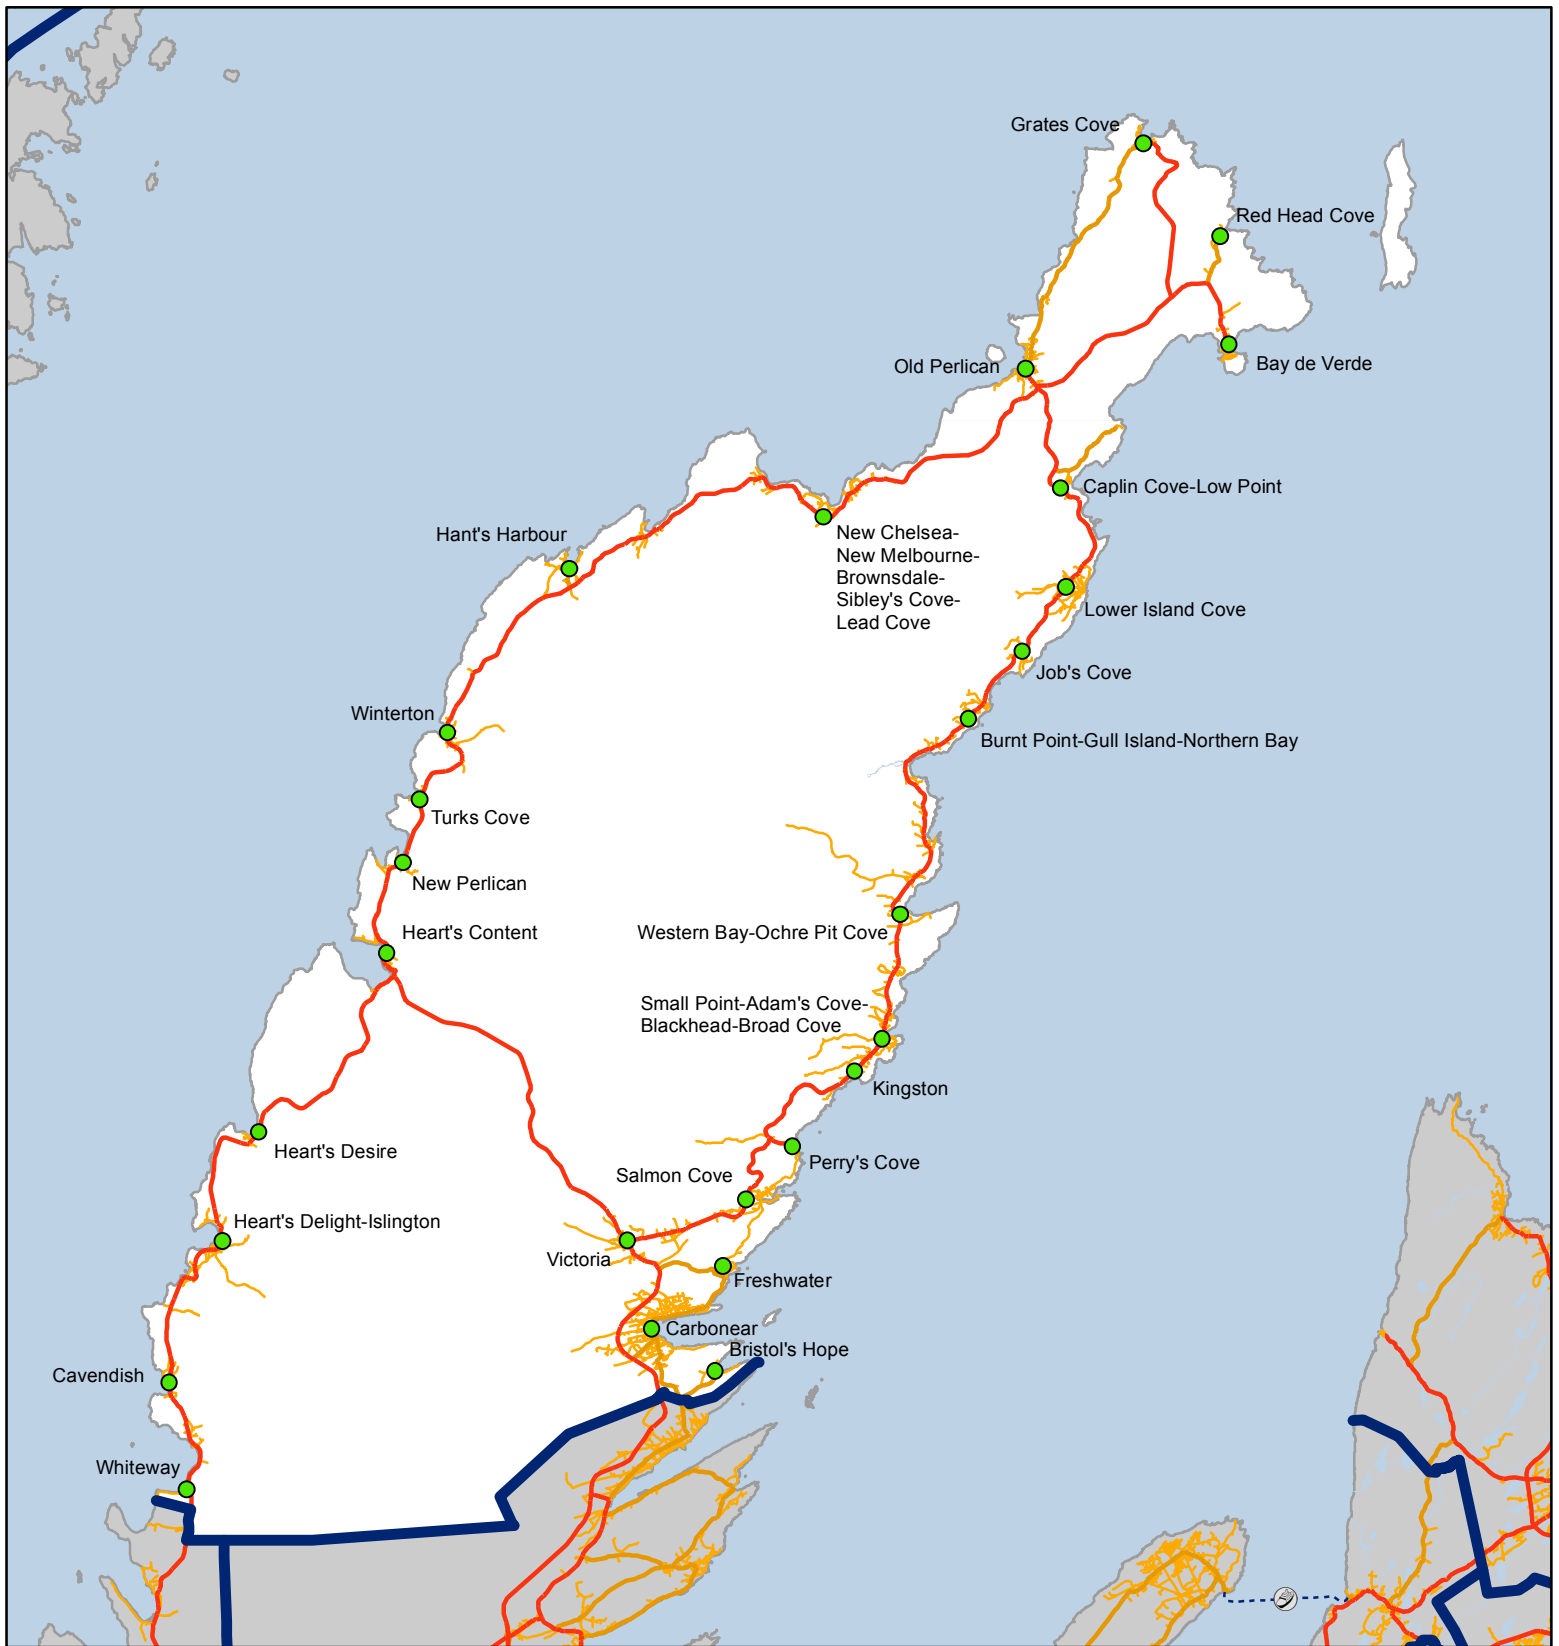 Grates Cove
Red Head Cove
Old Perlican
Bay de Verde
Caplin Cove-Low Point
Hant's Harbour
New Chelsea-
New Melbourne-
Brownsdale-
Sibley's Cove-
Lead Cove
Lower Island Cove
Job's Cove
Winterton
Burnt Point-Gull Island-Northern Bay
Turks Cove
New Perlican
Heart's Content
Western Bay-Ochre Pit Cove
Small Point-Adam's Cove-
Blackhead-Broad Cove
Kingston
Heart's Desire
Perry's Cove
Salmon Cove
Heart's Delight-Islington
Victoria
Freshwater
Carbonear
Bristol's Hope
Cavendish
Whiteway